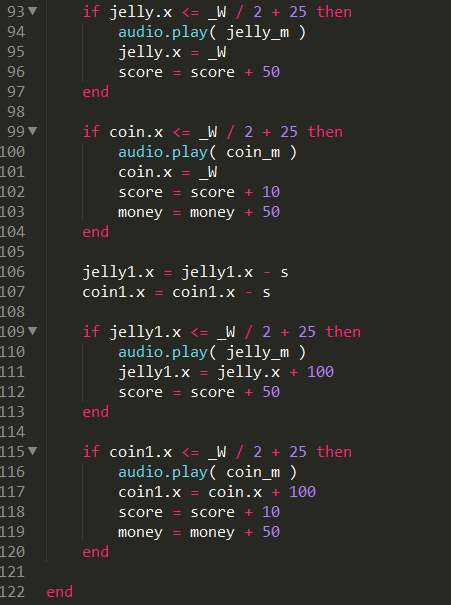 93 if jelly.x <= _W / 2 + 25 then
94 audio.play( jelly_m )
95 jelly.x = _W
96 score = score + 50
97 end
98
99 if coin.x <= _W / 2 + 25 then
100 audio.play( coin_m )
101 coin.x = _W
102 score = score + 10
103 money = money + 50
104 end
105
106 jelly1.x = jelly1.x - s
107 coin1.x = coin1.x - s
108
109 if jelly1.x <= _W / 2 + 25 then
110 audio.play( jelly_m )
111 jelly1.x = jelly.x + 100
112 score = score + 50
113 end
114
115 if coin1.x <= _W / 2 + 25 then
116 audio.play( coin_m )
117 coin1.x = coin.x + 100
118 score = score + 10
119 money = money + 50
120 end
121
122 end